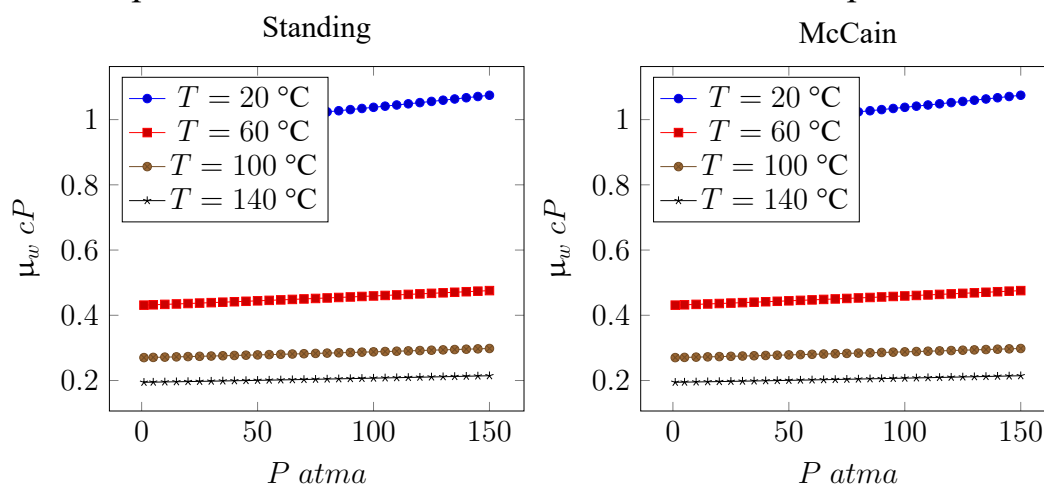 Standing
T = 20 °C
T = 60 °C
T = 100 °C
T = 140 °C
1
0.8
0.6
0.4
0.2
0
50
100
150
μw cP
P atma
McCain
T = 20 °C
T = 60 °C
T = 100 °C
T = 140 °C
1
0.8
0.6
0.4
0.2
0
50
100
150
μw cP
P atma